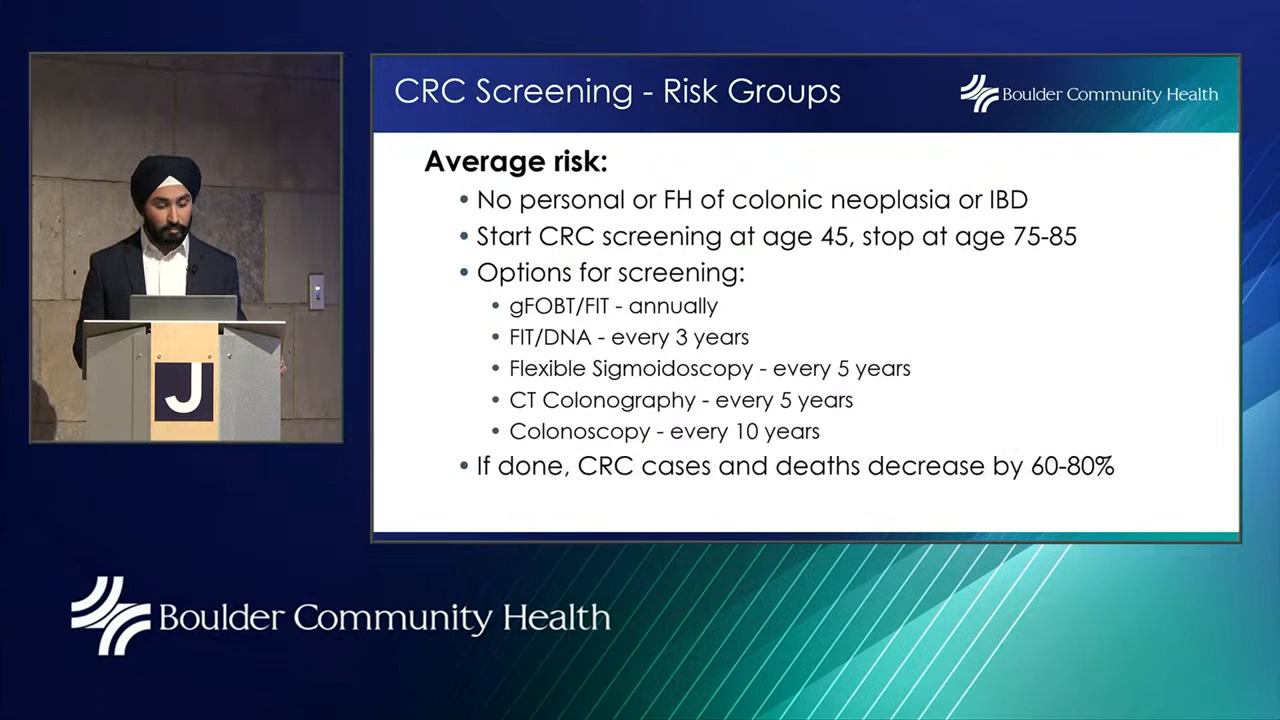 CRC Screening - Risk Groups
Boulder Community Health
Average risk:
• No personal or FH of colonic neoplasia or IBD
• Start CRC screening at age 45, stop at age 75-85
• Options for screening:
• gFOBT/FIT - annually
• FIT/DNA - every 3 years
• Flexible Sigmoidoscopy - every 5 years
• CT Colonography - every 5 years
• Colonoscopy - every 10 years
• If done, CRC cases and deaths decrease by 60-80%
J
Boulder Community Health